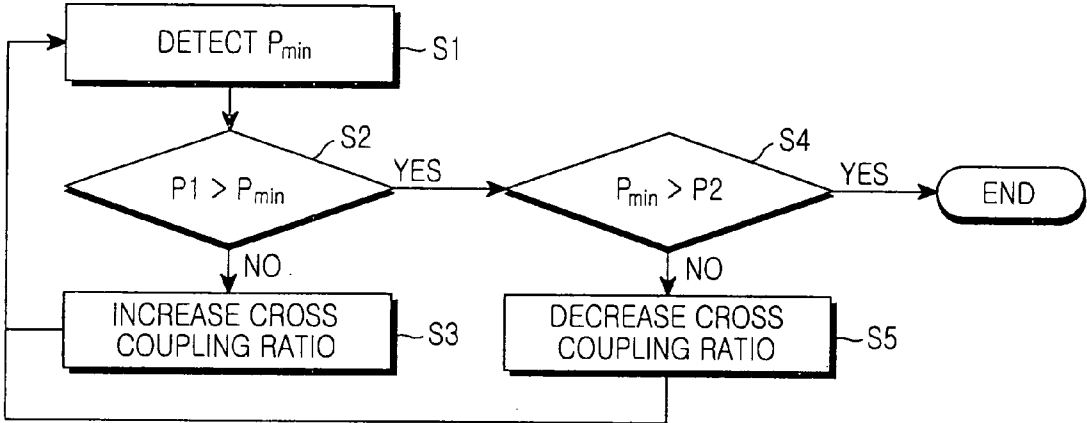 DETECT Pmin
S1
S2
P1 > Pmin
YES
S4
Pmin > P2
YES
END
NO
NO
INCREASE CROSS
COUPLING RATIO
S3
DECREASE CROSS
COUPLING RATIO
S5